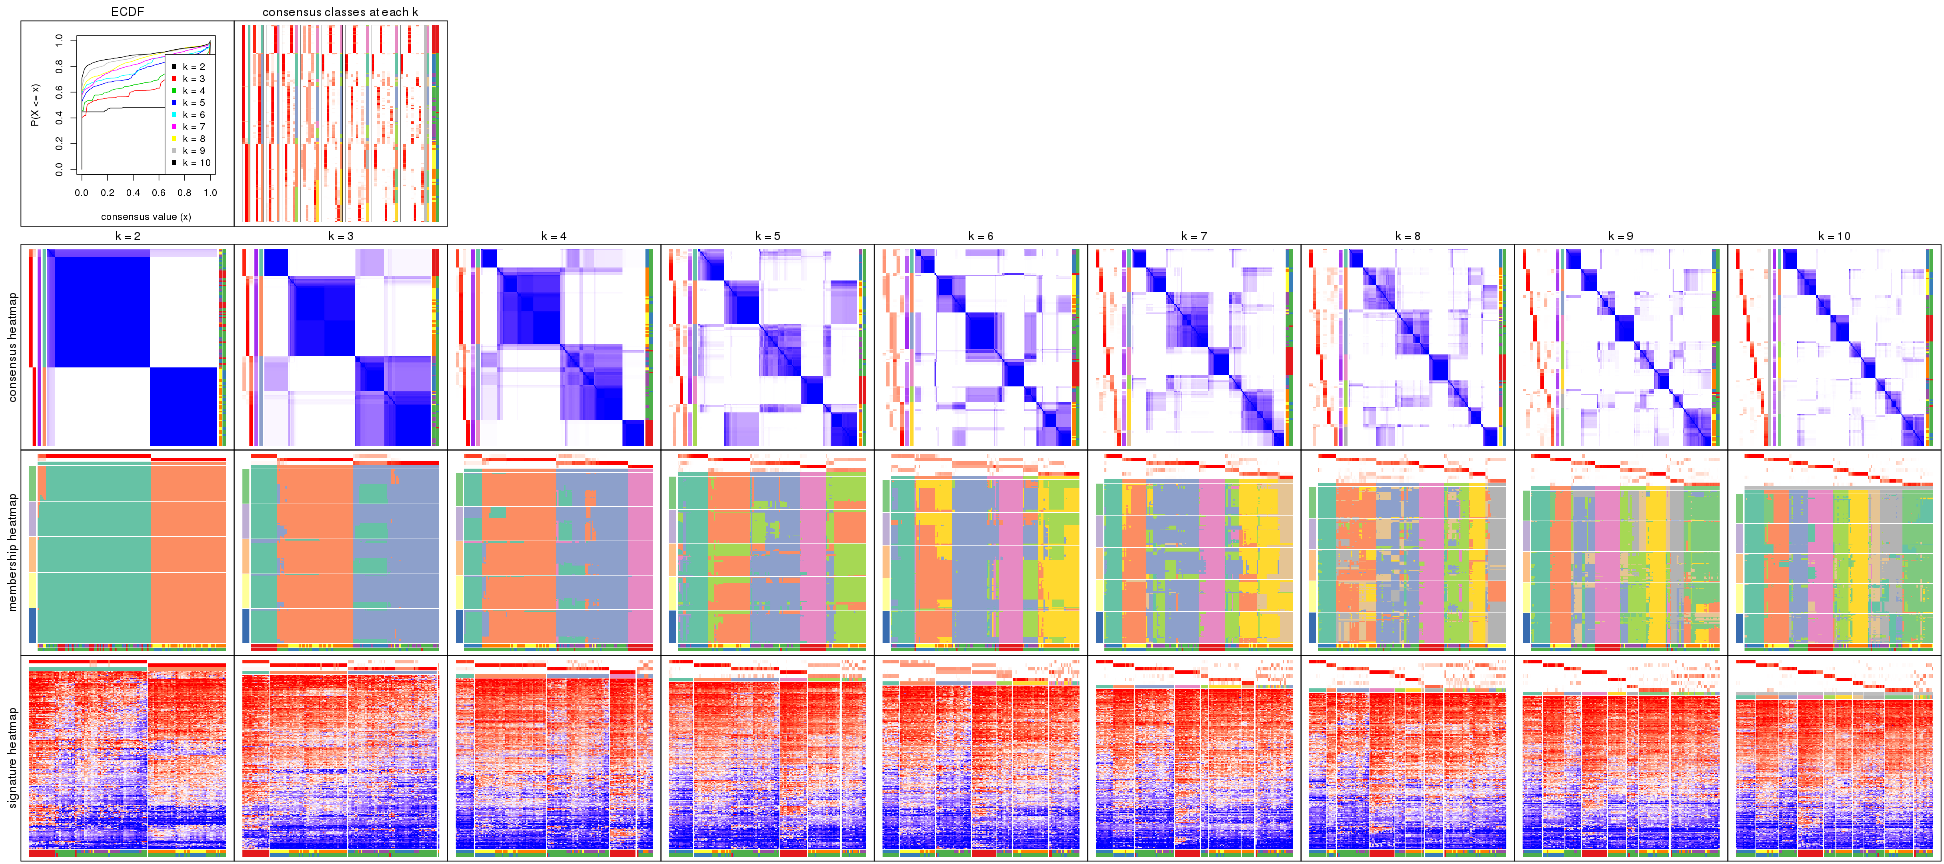 ECDF
consensus classes at each k
P(X <= x)
0.0
0.2
0.4
0.6
0.8
1.0
k = 2
k = 3
k = 4
k = 5
k = 6
k = 7
k = 8
k = 9
k = 10
0.0 0.2 0.4 0.6 0.8 1.0
consensus value (x)
k = 2 k = 3 k = 4 k = 5 k = 6 k = 7 k = 8 k = 9 k = 10
consensus heatmap
membership heatmap
signature heatmap